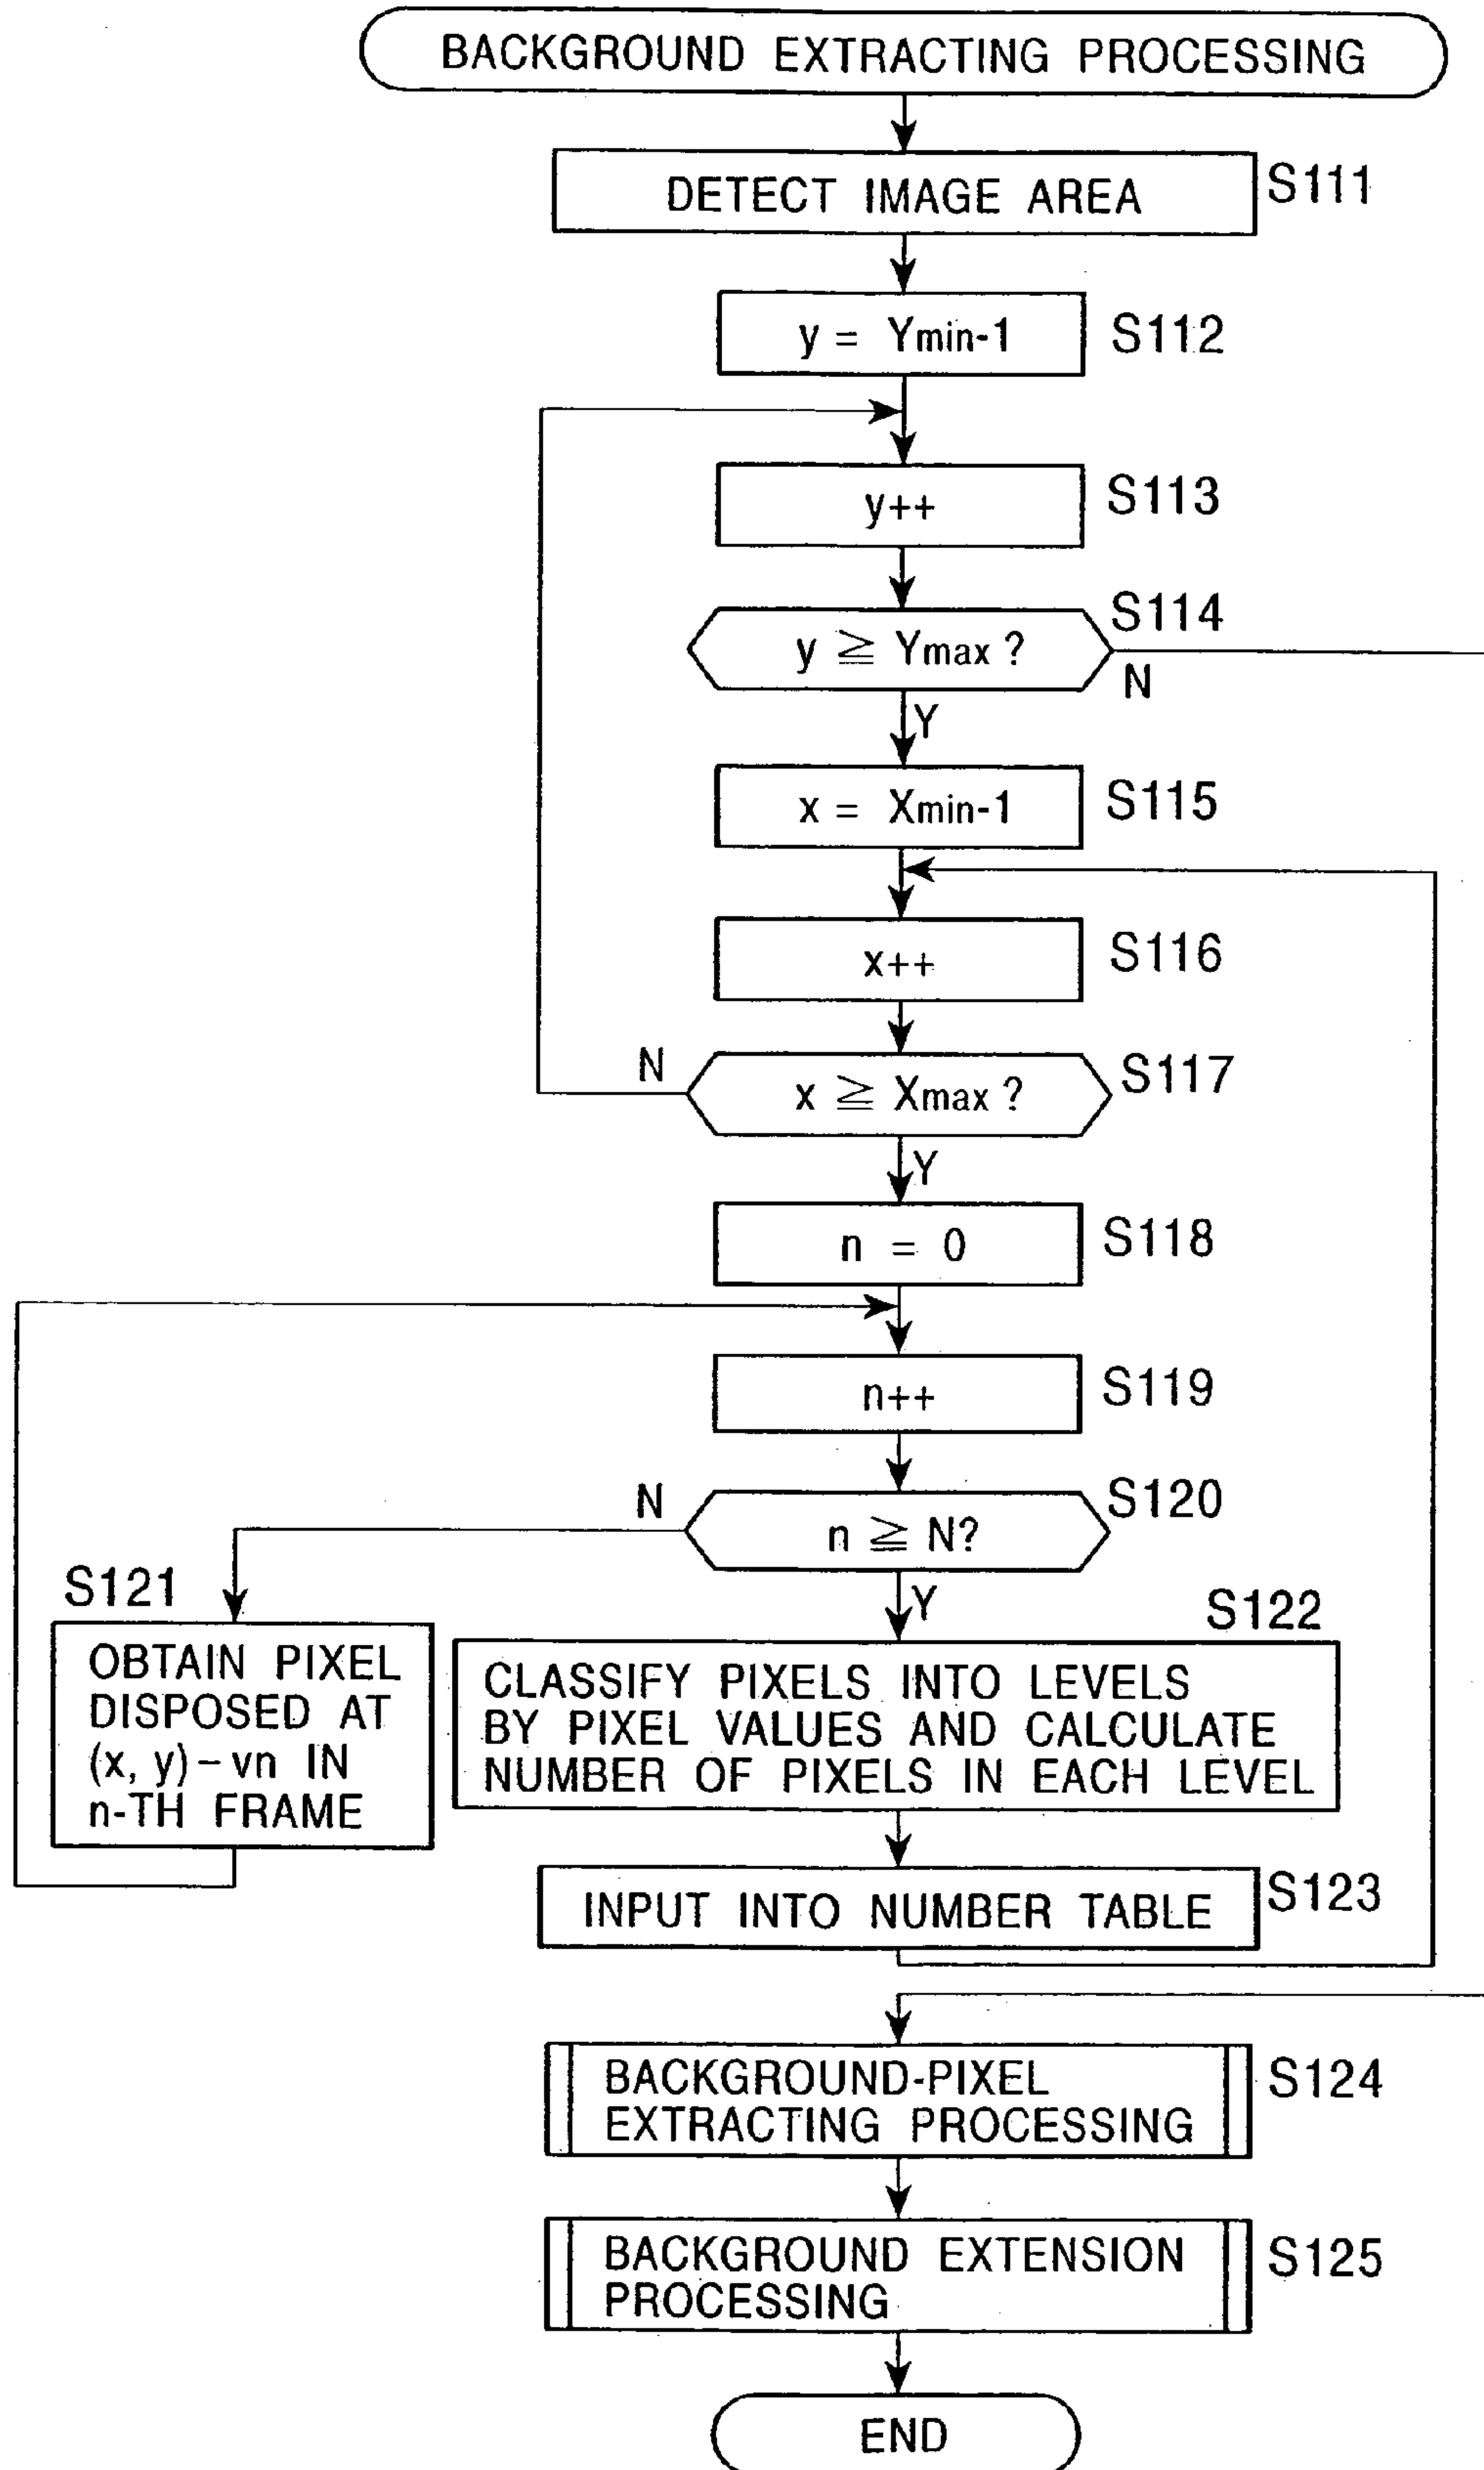 BACKGROUND EXTRACTING PROCESSING
DETECT IMAGE AREA
S111
y = Ymin-1
S112
y++
S113
y ≧ Ymax ?
S114
N
Y
x = Xmin-1
S115
x++
S116
N
x ≧ Xmax ?
S117
Y
n = 0
S118
n++
S119
N
n ≧ N?
S120
Y
S121
OBTAIN PIXEL
DISPOSED AT
(x, y) – vn IN
n-TH FRAME
S122
CLASSIFY PIXELS INTO LEVELS
BY PIXEL VALUES AND CALCULATE
NUMBER OF PIXELS IN EACH LEVEL
INPUT INTO NUMBER TABLE
S123
BACKGROUND-PIXEL
EXTRACTING PROCESSING
S124
BACKGROUND EXTENSION
PROCESSING
S125
END